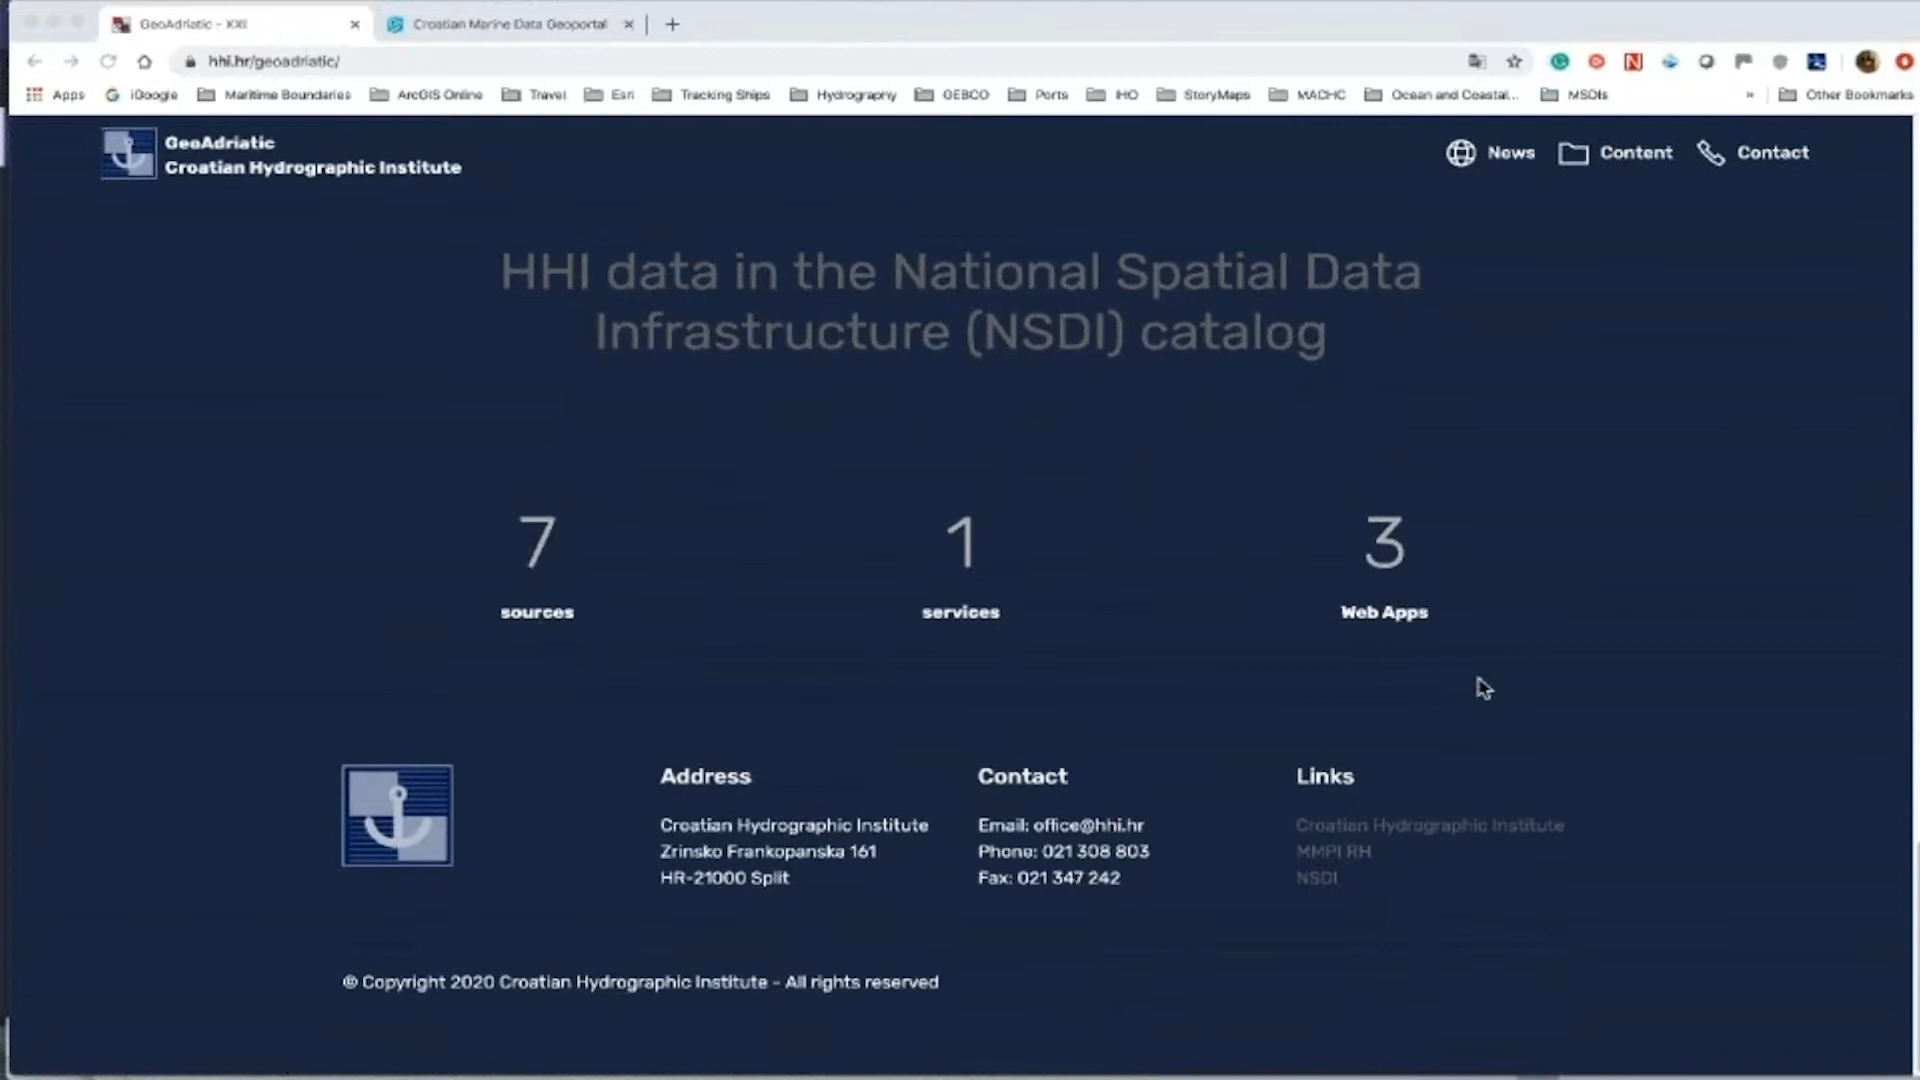 GeoAdriatic - XXI
Croatian Marine Data Geoportal
hhi.hr/geoadriatic/
Apps
iGoogle
Maritime Boundaries
ArcGIS Online
Travel
Esri
Tracking Ships
Hydrography
GEBCO
Ports
IHO
StoryMaps
MACHC
Ocean and Coastal...
MSDIs
»
Other Bookmarks
GeoAdriatic
Croatian Hydrographic Institute
News
Content
Contact
HHI data in the National Spatial Data
Infrastructure (NSDI) catalog
7
sources
1
services
3
Web Apps
Address
Croatian Hydrographic Institute
Zrinsko Frankopanska 161
HR-21000 Split
Contact
Email: office@hhi.hr
Phone: 021 308 803
Fax: 021 347 242
Links
Croatian Hydrographic Institute
MMPI RH
NSDI
© Copyright 2020 Croatian Hydrographic Institute - All rights reserved